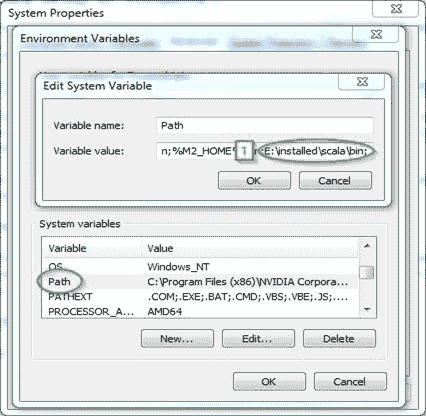 System Properties
Environment Variables
Edit System Variable
Variable name:
Path
Variable value:
n;%M2_HOME% 1 E:\installed\scala\bin;
OK Cancel
System variables
Variable Value
OS Windows_NT
Path C:\Program Files (x86)\NVIDIA Corpora...
PATHEXT .COM;.EXE;.BAT;.CMD;.VBS;.VBE;.JS;....
PROCESSOR_A... AMD64
New... Edit... Delete
OK Cancel